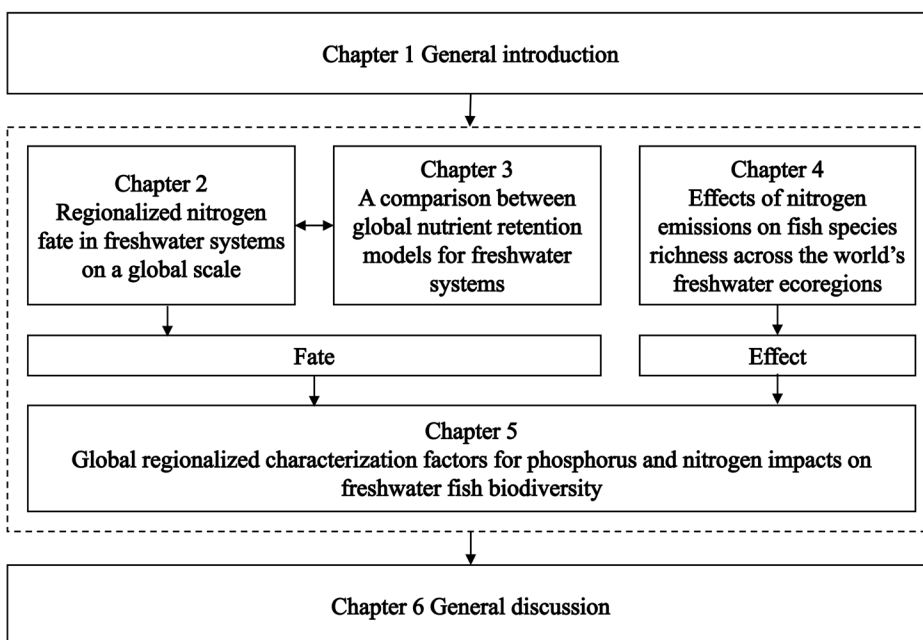 Chapter 1 General introduction
Chapter 2
Regionalized nitrogen
fate in freshwater systems
on a global scale
Chapter 3
A comparison between
global nutrient retention
models for freshwater
systems
Chapter 4
Effects of nitrogen
emissions on fish species
richness across the world’s
freshwater ecoregions
Fate
Effect
Chapter 5
Global regionalized characterization factors for phosphorus and nitrogen impacts on
freshwater fish biodiversity
Chapter 6 General discussion